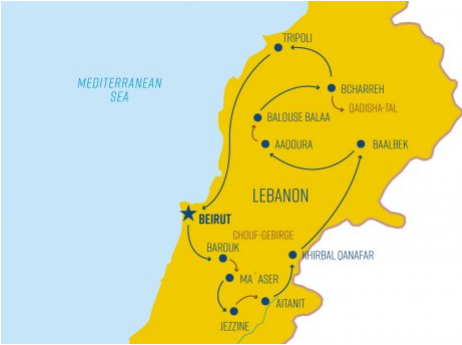 TRIPOLI
MEDITERRANEAN
SEA
BCHARREH
QADISHA-TAL
BALOUSE BALAA
AAQOURA
BAALBEK
LEBANON
BEIRUT
CHOUF-GEBIRGE
BAROUK
KHIRBAL QANAFAR
MA`ASER
AITANIT
JEZZINE